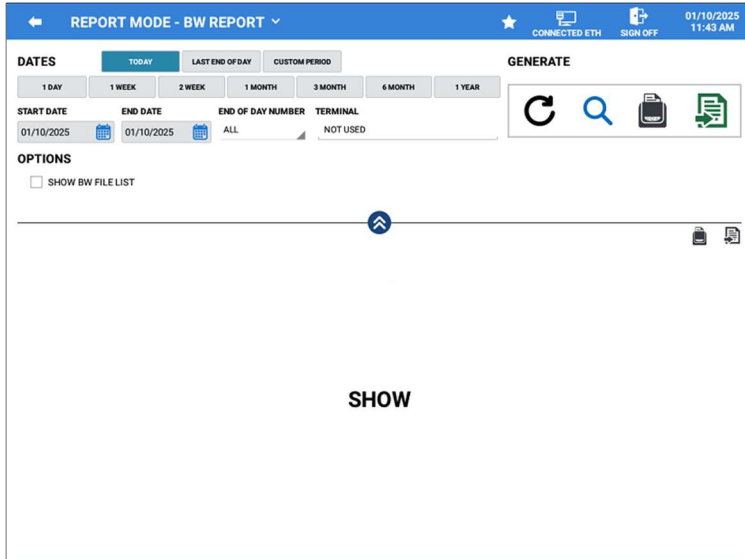 REPORT MODE - BW REPORT
CONNECTED ETH
SIGN OFF
01/10/2025
11:43 AM
DATES
TODAY
LAST END OF DAY
CUSTOM PERIOD
GENERATE
1 DAY
1 WEEK
2 WEEK
1 MONTH
3 MONTH
6 MONTH
1 YEAR
START DATE
END DATE
END OF DAY NUMBER
TERMINAL
01/10/2025
01/10/2025
ALL
NOT USED
OPTIONS
SHOW BW FILE LIST
SHOW